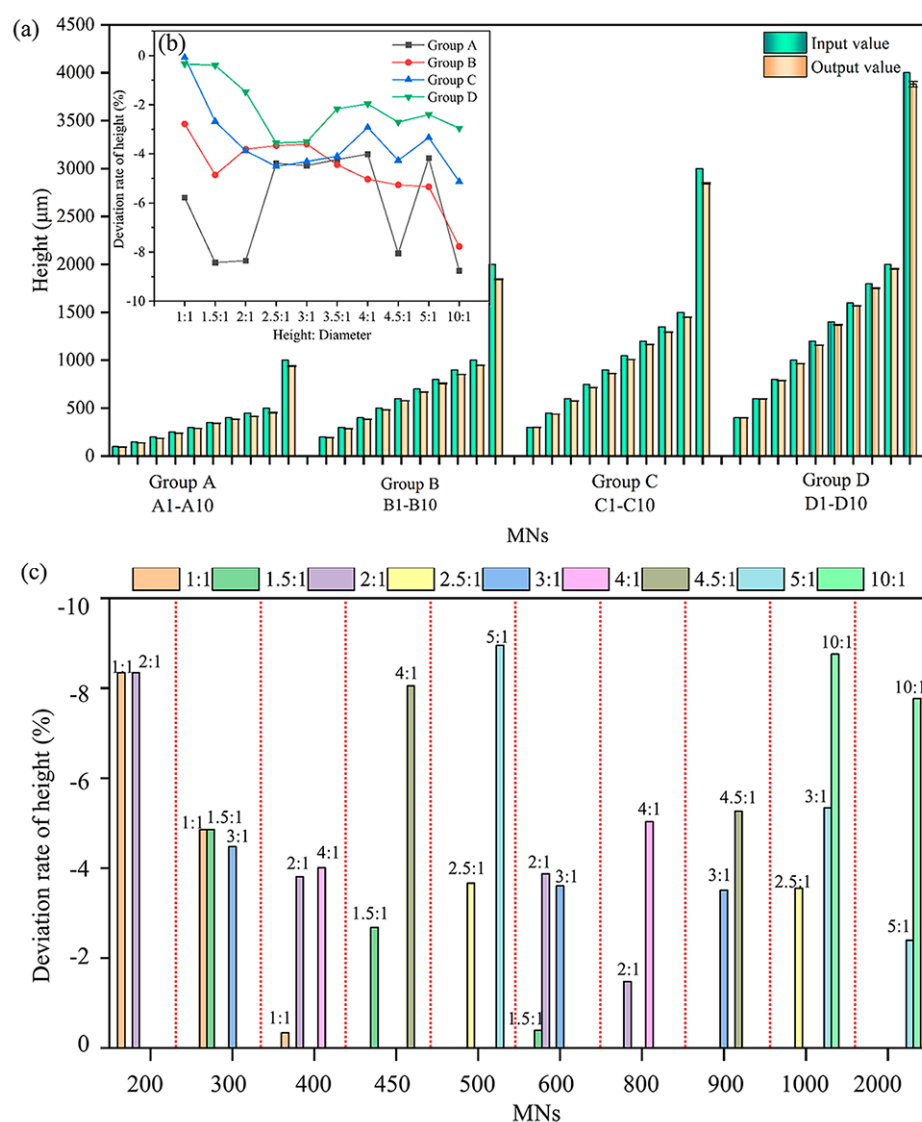 (a)
4500
4000
3500
3000
2500
2000
1500
1000
500
0
Height (μm)
Input value
Output value
(b)
0
-2
-4
-6
-8
-10
Deviation rate of height (%)
Group A
Group B
Group C
Group D
1:1 1.5:1 2:1 2.5:1 3:1 3.5:1 4:1 4.5:1 5:1 10:1
Height: Diameter
Group A Group B Group C Group D
A1-A10 B1-B10 C1-C10 D1-D10
MNs
(c)
1:1 1.5:1 2:1 2.5:1 3:1 4:1 4.5:1 5:1 10:1
-10
-8
-6
-4
-2
0
Deviation rate of height (%)
1:1 2:1
1:1 1.5:1 3:1
1:1 2:1 4:1
1.5:1 4:1
2.5:1 5:1
1.5:1 2:1 3:1
2:1 4:1
3:1 4.5:1
2.5:1 3:1 10:1
5:1 10:1
200 300 400 450 500 600 800 900 1000 2000
MNs